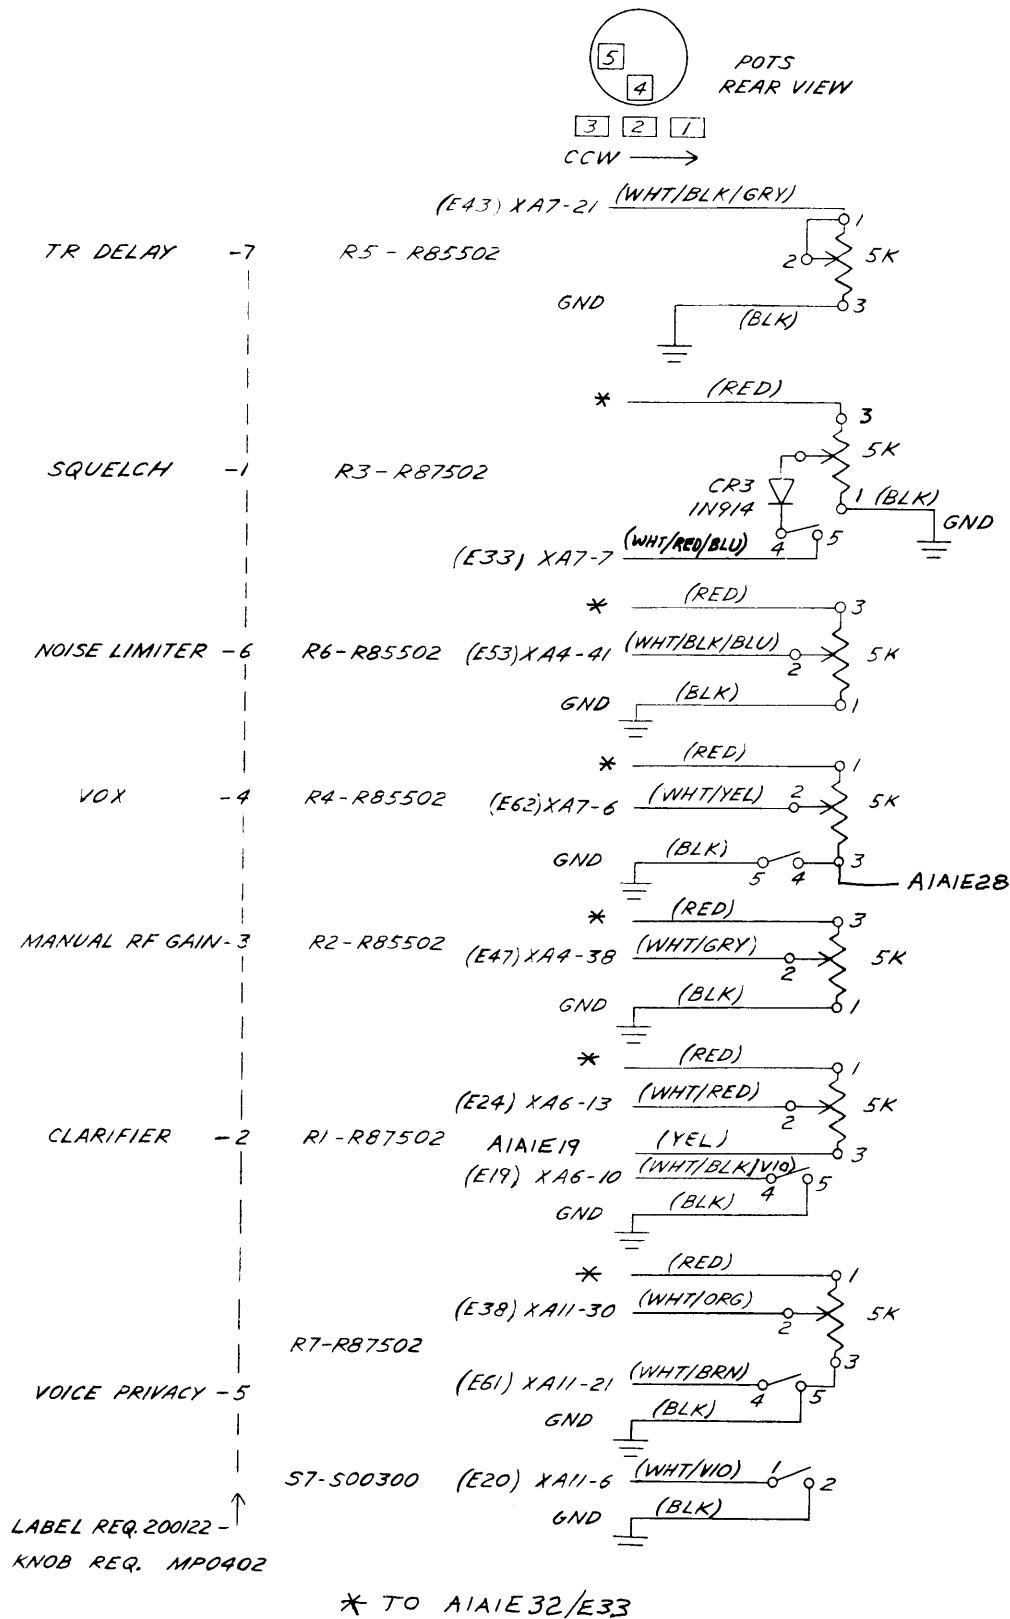 5
4
POTS
REAR VIEW
3 2 1
CCW
(E43) XA7-21 (WHT/BLK/GRY)
1
TR DELAY -7 R5-R85502 2 5K
GND (BLK) 3
* (RED)
3
SQUELCH -1 R3-R87502 5K
CR3
1N914
1 (BLK)
GND
(E33) XA7-7 (WHT/RED/BLU) 4 5
* (RED) 3
NOISE LIMITER -6 R6-R85502 (E53) XA4-41 (WHT/BLK/BLU) 2 5K
GND (BLK) 1
* (RED) 1
VOX -4 R4-R85502 (E62) XA7-6 (WHT/YEL) 2 5K
GND (BLK) 5 4 3
A1A1E28
* (RED) 3
MANUAL RF GAIN -3 R2-R85502 (E47) XA4-38 (WHT/GRY) 2 5K
GND (BLK) 1
* (RED) 1
(E24) XA6-13 (WHT/RED) 2 5K
CLARIFIER -2 R1-R87502 A1A1E19 (YEL) 3
(E19) XA6-10 (WHT/BLK/VIO) 4 5
GND (BLK)
* (RED) 1
(E38) XA11-30 (WHT/ORG) 2 5K
R7-R87502
3
VOICE PRIVACY -5 (E61) XA11-21 (WHT/BRN) 4 5
GND (BLK)
S7-S00300 (E20) XA11-6 (WHT/VIO) 1 2
GND (BLK)
LABEL REQ. 200122-
KNOB REQ. MP0402
* TO A1A1E32/E33